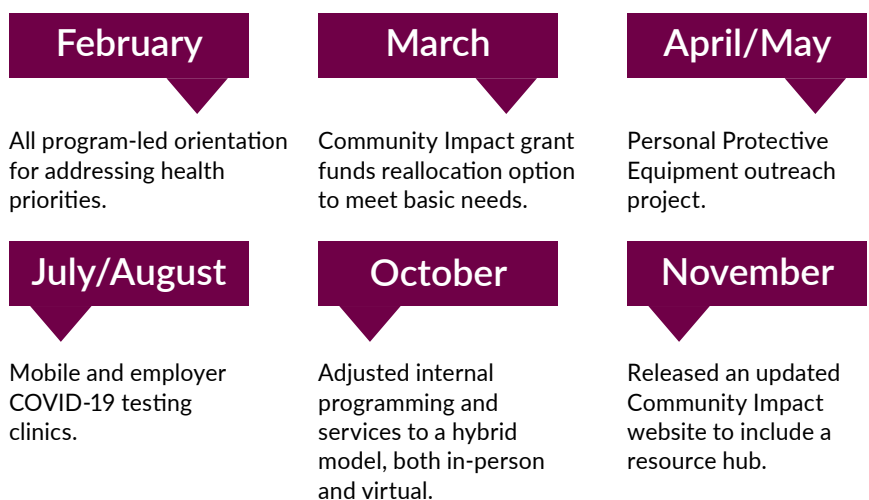 February
All program-led orientation
for addressing health
priorities.
March
Community Impact grant
funds reallocation option
to meet basic needs.
April/May
Personal Protective
Equipment outreach
project.
July/August
Mobile and employer
COVID-19 testing
clinics.
October
Adjusted internal
programming and
services to a hybrid
model, both in-person
and virtual.
November
Released an updated
Community Impact
website to include a
resource hub.